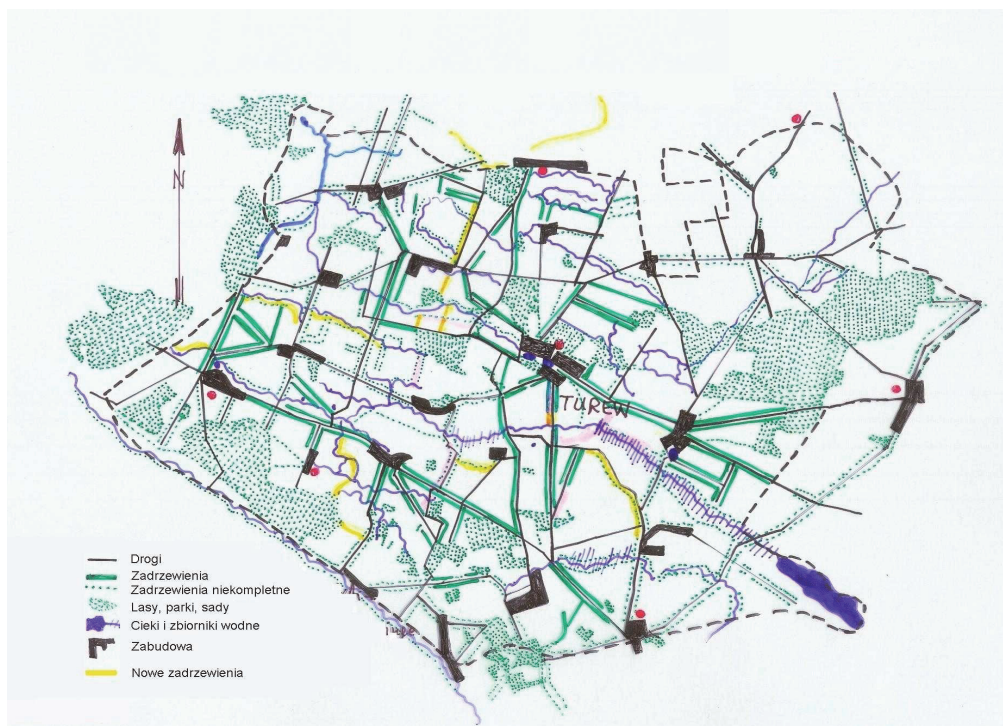 N
TUREW
Drogi
Zadrzewienia
Zadrzewienia niekompletne
Lasy, parki, sady
Cieki i zbiorniki wodne
Zabudowa
Nowe zadrzewienia